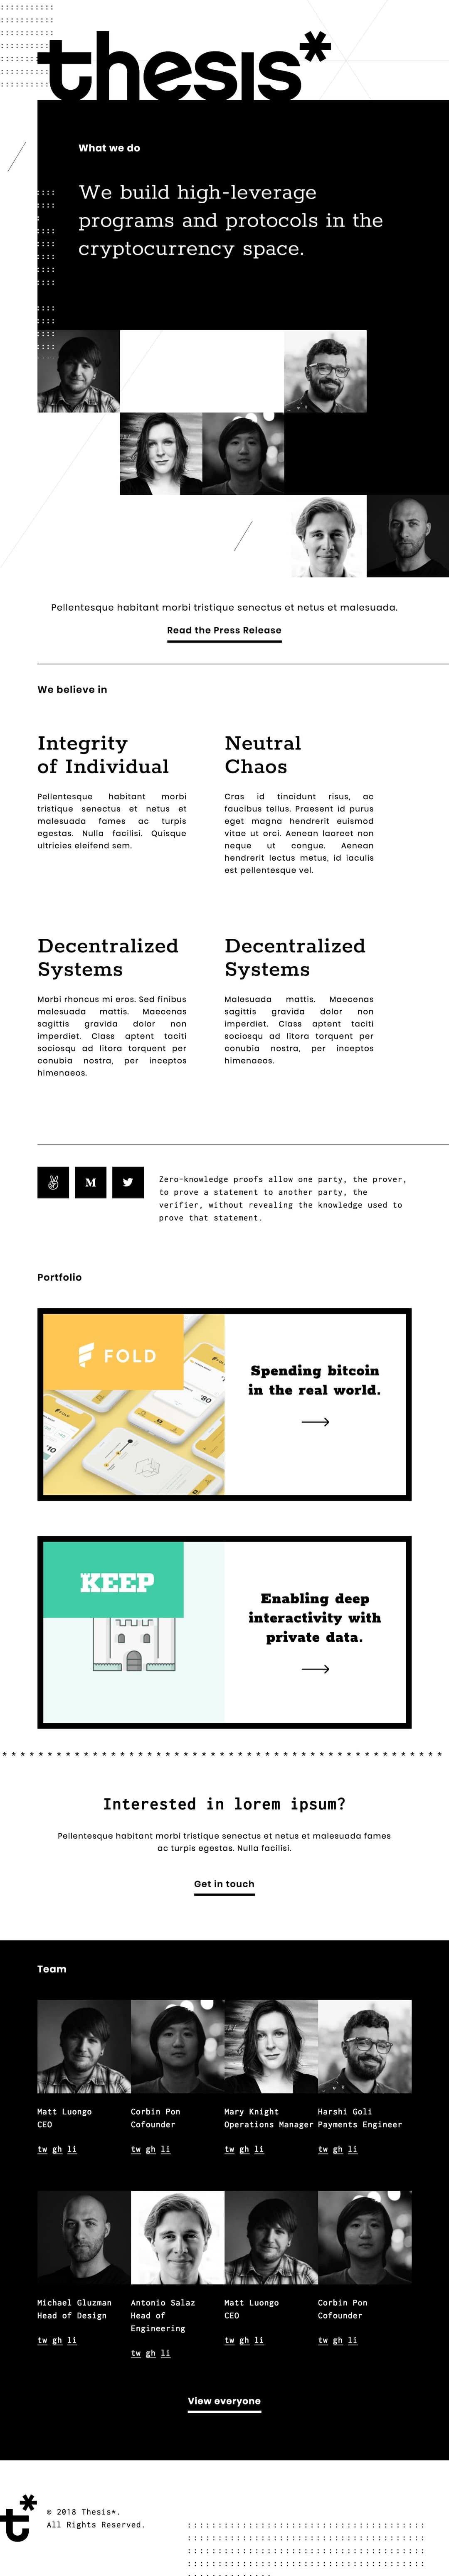 thesis*
What we do
We build high-leverage
programs and protocols in the
cryptocurrency space.
Pellentesque habitant morbi tristique senectus et netus et malesuada.
Read the Press Release
We believe in
Integrity
of Individual
Pellentesque habitant morbi
tristique senectus et netus et
malesuada fames ac turpis
egestas. Nulla facilisi. Quisque
ultricies eleifend sem.
Neutral
Chaos
Cras id tincidunt risus, ac
faucibus tellus. Praesent id purus
eget magna hendrerit euismod
vitae ut orci. Aenean laoreet non
neque ut congue. Aenean
hendrerit lectus metus, id iaculis
est pellentesque vel.
Decentralized
Systems
Morbi rhoncus mi eros. Sed finibus
malesuada mattis. Maecenas
sagittis gravida dolor non
imperdiet. Class aptent taciti
sociosqu ad litora torquent per
conubia nostra, per inceptos
himenaeos.
Decentralized
Systems
Malesuada mattis. Maecenas
sagittis gravida dolor non
imperdiet. Class aptent taciti
sociosqu ad litora torquent per
conubia nostra, per inceptos
himenaeos.
M
Zero-knowledge proofs allow one party, the prover,
to prove a statement to another party, the
verifier, without revealing the knowledge used to
prove that statement.
Portfolio
FOLD
Spending bitcoin
in the real world.
KEEP
Enabling deep
interactivity with
private data.
Interested in lorem ipsum?
Pellentesque habitant morbi tristique senectus et netus et malesuada fames
ac turpis egestas. Nulla facilisi.
Get in touch
Team
Matt Luongo
CEO
tw gh li
Corbin Pon
Cofounder
tw gh li
Mary Knight
Operations Manager
tw gh li
Harshi Goli
Payments Engineer
tw gh li
Michael Gluzman
Head of Design
tw gh li
Antonio Salaz
Head of
Engineering
tw gh li
Matt Luongo
CEO
tw gh li
Corbin Pon
Cofounder
tw gh li
View everyone
t*
© 2018 Thesis*.
All Rights Reserved.